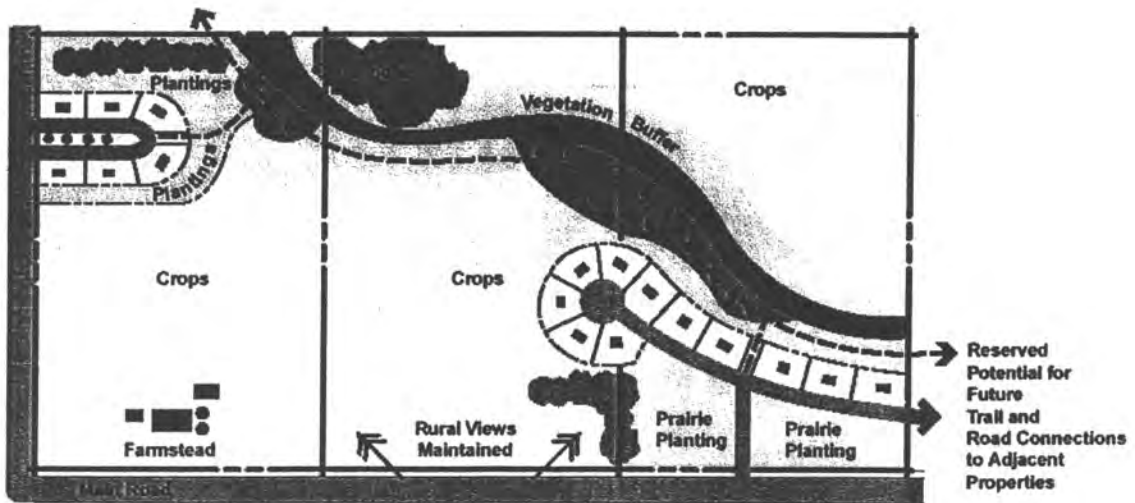 Plantings
Vegetation Buffer
Crops
Plantings
Crops
Crops
Farmstead
Rural Views
Maintained
Prairie
Planting
Prairie
Planting
Reserved
Potential for
Future
Trail and
Road Connections
to Adjacent
Properties
Main Road